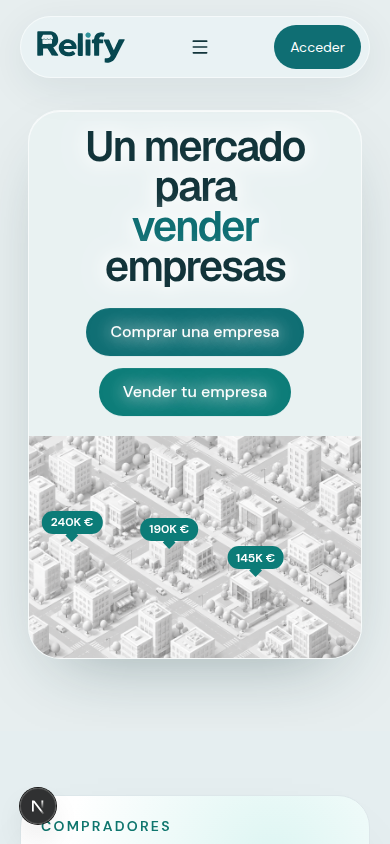 Relify
Acceder
Un mercado
para
vender
empresas
Comprar una empresa
Vender tu empresa
240K €
190K €
145K €
N
COMPRADORES